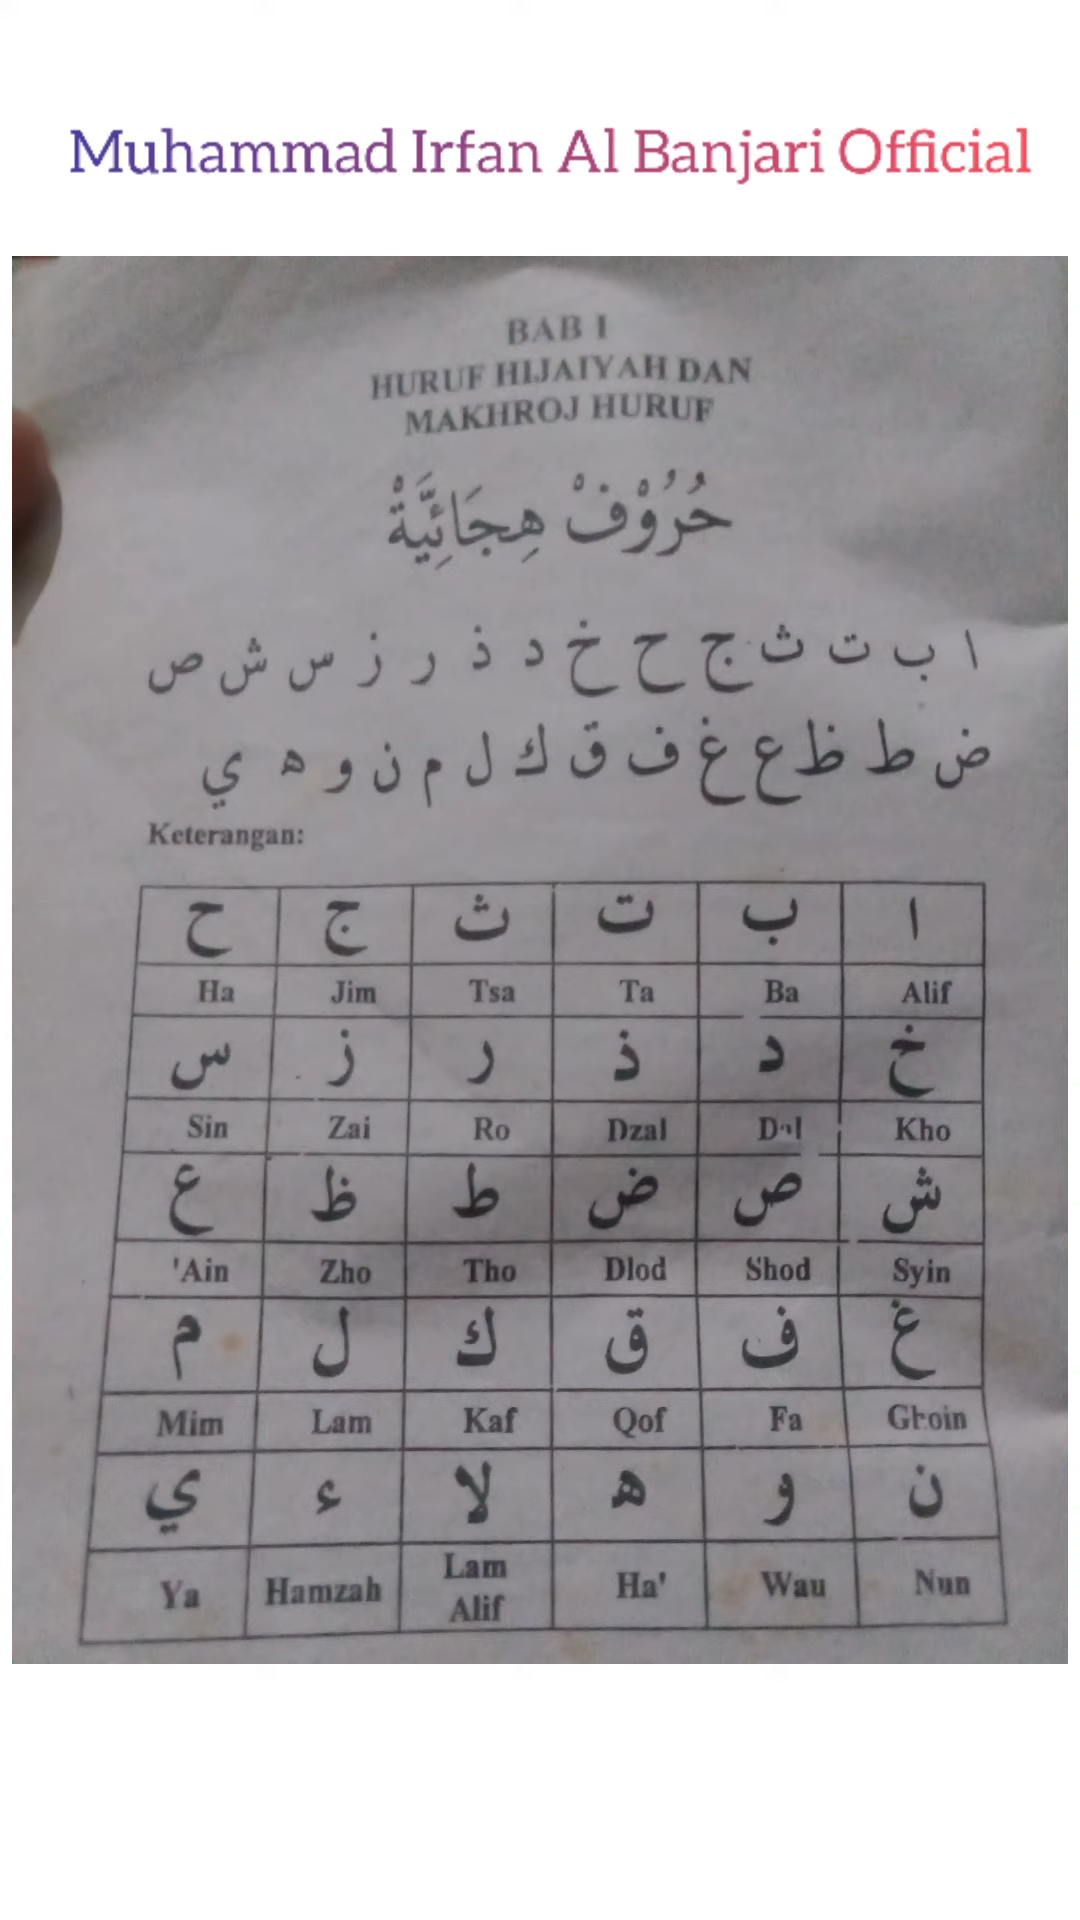 Muhammad Irfan Al Banjari Official
BAB I
HURUF HIJAIYAH DAN
MAKHROJ HURUF
حُرُوْفْ هِجَائِيَّةْ
ا ب ت ث ج ح خ د ذ ر ز س ش ص
ض ط ظ ع غ ف ق ك ل م ن و ه ي
Keterangan:
ا ب ت ث ج ح
Alif Ba Ta Tsa Jim Ha
خ د ذ ر ز س
Kho Dal Dzal Ro Zai Sin
ش ص ض ط ظ ع
Syin Shod Dlod Tho Zho 'Ain
غ ف ق ك ل م
Ghoin Fa Qof Kaf Lam Mim
ن و ه لا ء ي
Nun Wau Ha' Lam Alif Hamzah Ya